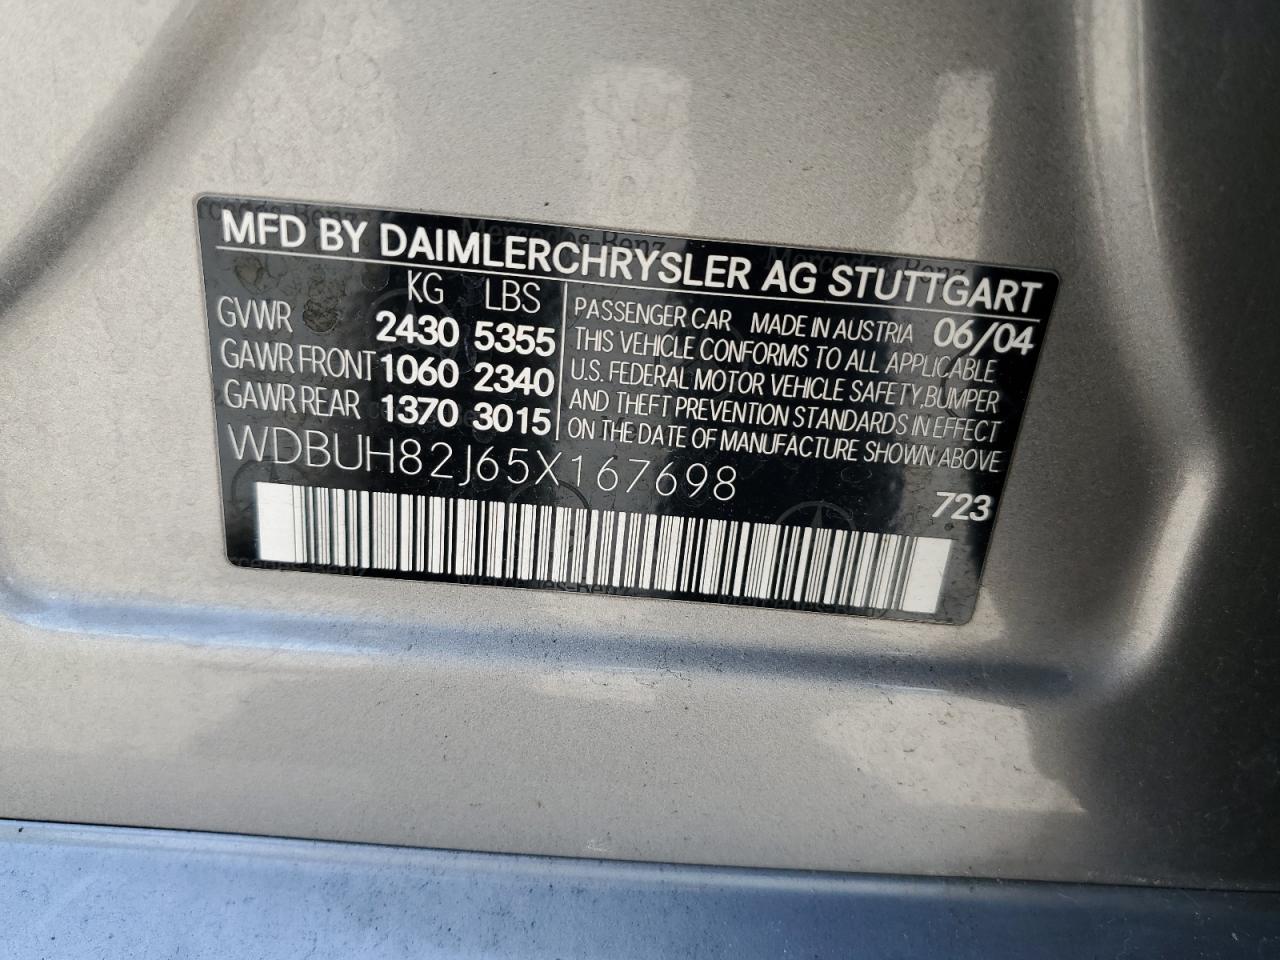 MFD BY DAIMLERCHRYSLER AG STUTTGART
KG LBS
GVWR 2430 5355
GAWR FRONT 1060 2340
GAWR REAR 1370 3015
PASSENGER CAR MADE IN AUSTRIA 06/04
THIS VEHICLE CONFORMS TO ALL APPLICABLE
U.S. FEDERAL MOTOR VEHICLE SAFETY, BUMPER
AND THEFT PREVENTION STANDARDS IN EFFECT
ON THE DATE OF MANUFACTURE SHOWN ABOVE
WDBUH82J65X167698
723
Mercedes-Benz